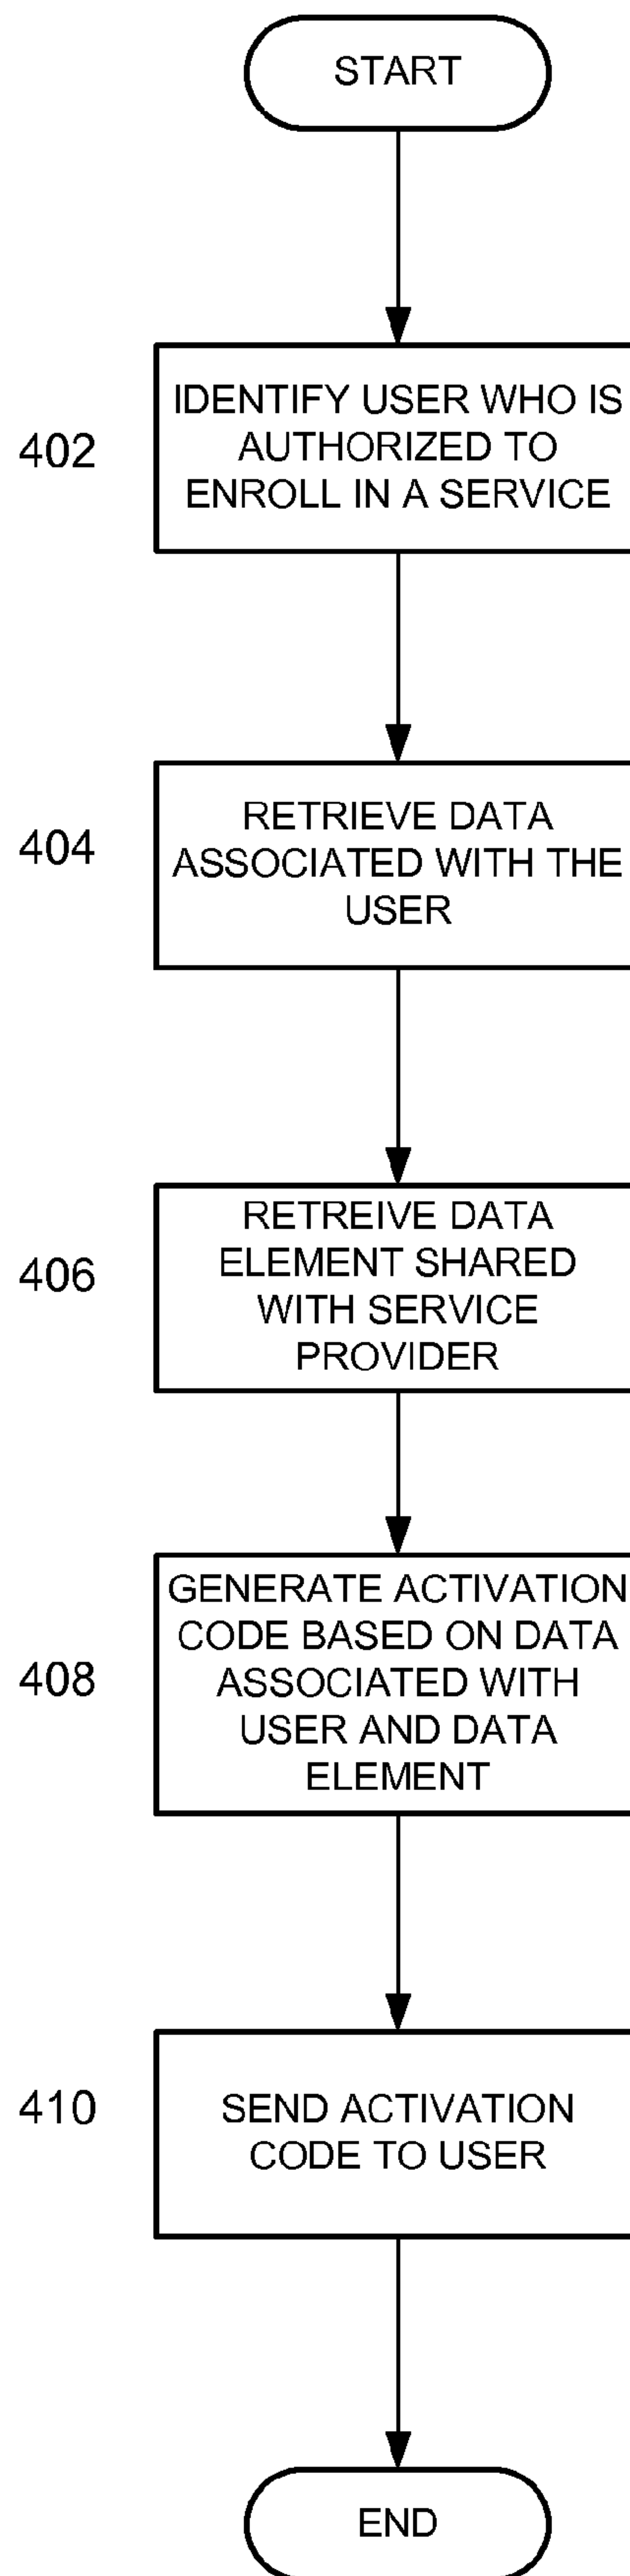 START
402
IDENTIFY USER WHO IS
AUTHORIZED TO
ENROLL IN A SERVICE
404
RETRIEVE DATA
ASSOCIATED WITH THE
USER
406
RETREIVE DATA
ELEMENT SHARED
WITH SERVICE
PROVIDER
408
GENERATE ACTIVATION
CODE BASED ON DATA
ASSOCIATED WITH
USER AND DATA
ELEMENT
410
SEND ACTIVATION
CODE TO USER
END